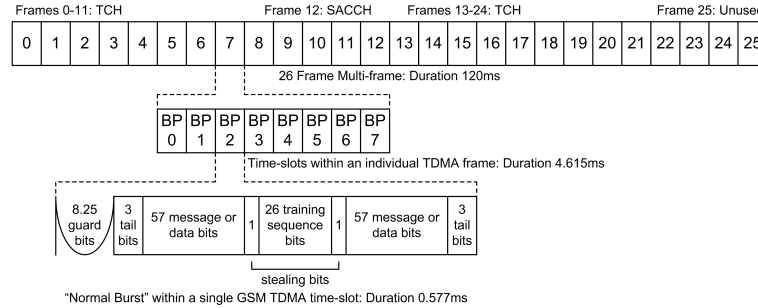 Frames 0-11: TCH Frame 12: SACCH Frames 13-24: TCH Frame 25:
0 1 2 3 4 5 6 7 8 9 10 11 12 13 14 15 16 17 18 19 20 21 22 23 24 25
26 Frame Multi-frame: Duration 120ms
BP BP BP BP BP BP BP BP
0 1 2 3 4 5 6 7
Time-slots within an individual TDMA frame: Duration 4.615ms
8.25 guard bits
3 tail bits
57 message or data bits
1
26 training sequence bits
1
57 message or data bits
3 tail bits
stealing bits
“Normal Burst” within a single GSM TDMA time-slot: Duration 0.577ms